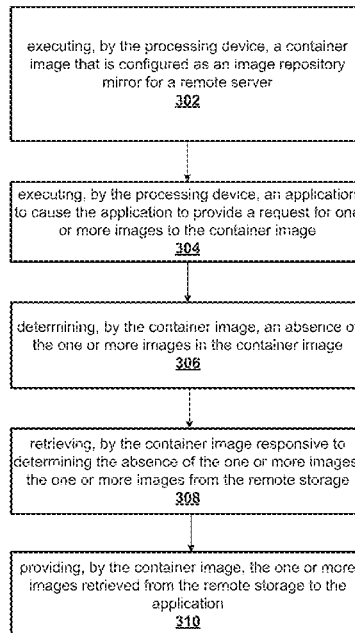 executing, by the processing device, a container
image that is configured as an image repository
mirror for a remote server
302
executing, by the processing device, an application
to cause the application to provide a request for one
or more images to the container image
304
determining, by the container image, an absence of
the one or more images in the container image
306
retrieving, by the container image responsive to
determining the absence of the one or more images,
the one or more images from the remote storage
308
providing, by the container image, the one or more
images retrieved from the remote storage to the
application
310